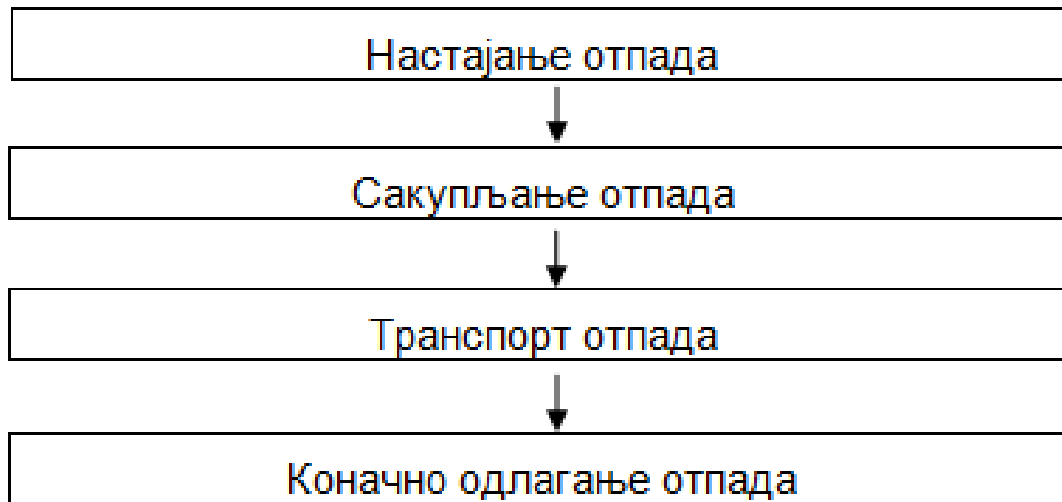 Настајање отпада
Сакупљање отпада
Транспорт отпада
Коначно одлагање отпада